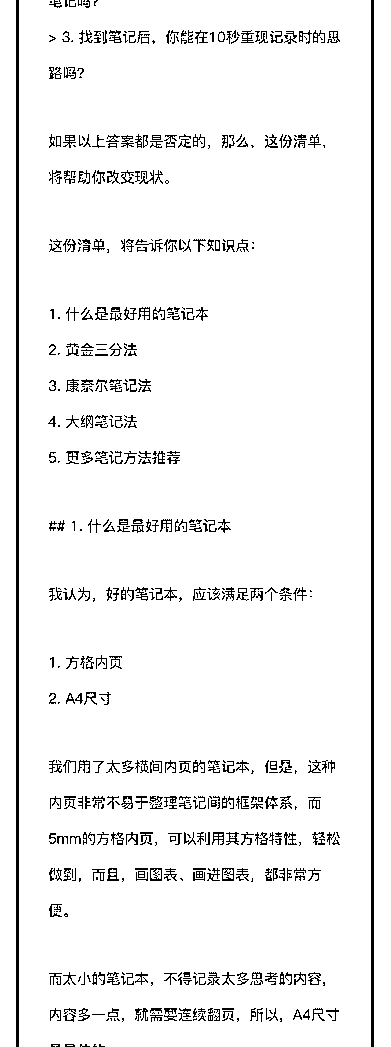 笔记吗？
> 3. 找到笔记后，你能在10秒重现记录时的思
路吗？
如果以上答案都是否定的，那么，这份清单，
将帮助你改变现状。
这份清单，将告诉你以下知识点：
1. 什么是最好用的笔记本
2. 黄金三分法
3. 康奈尔笔记法
4. 大纲笔记法
5. 更多笔记方法推荐
## 1. 什么是最好用的笔记本
我认为，好的笔记本，应该满足两个条件：
1. 方格内页
2. A4尺寸
我们用了太多横间内页的笔记本，但是，这种
内页非常不易于整理笔记间的框架体系，而
5mm的方格内页，可以利用其方格特性，轻松
做到，而且，画图表、画进图表，都非常方
便。
而太小的笔记本，不得记录太多思考的内容，
内容多一点，就需要连续翻页，所以，A4尺寸